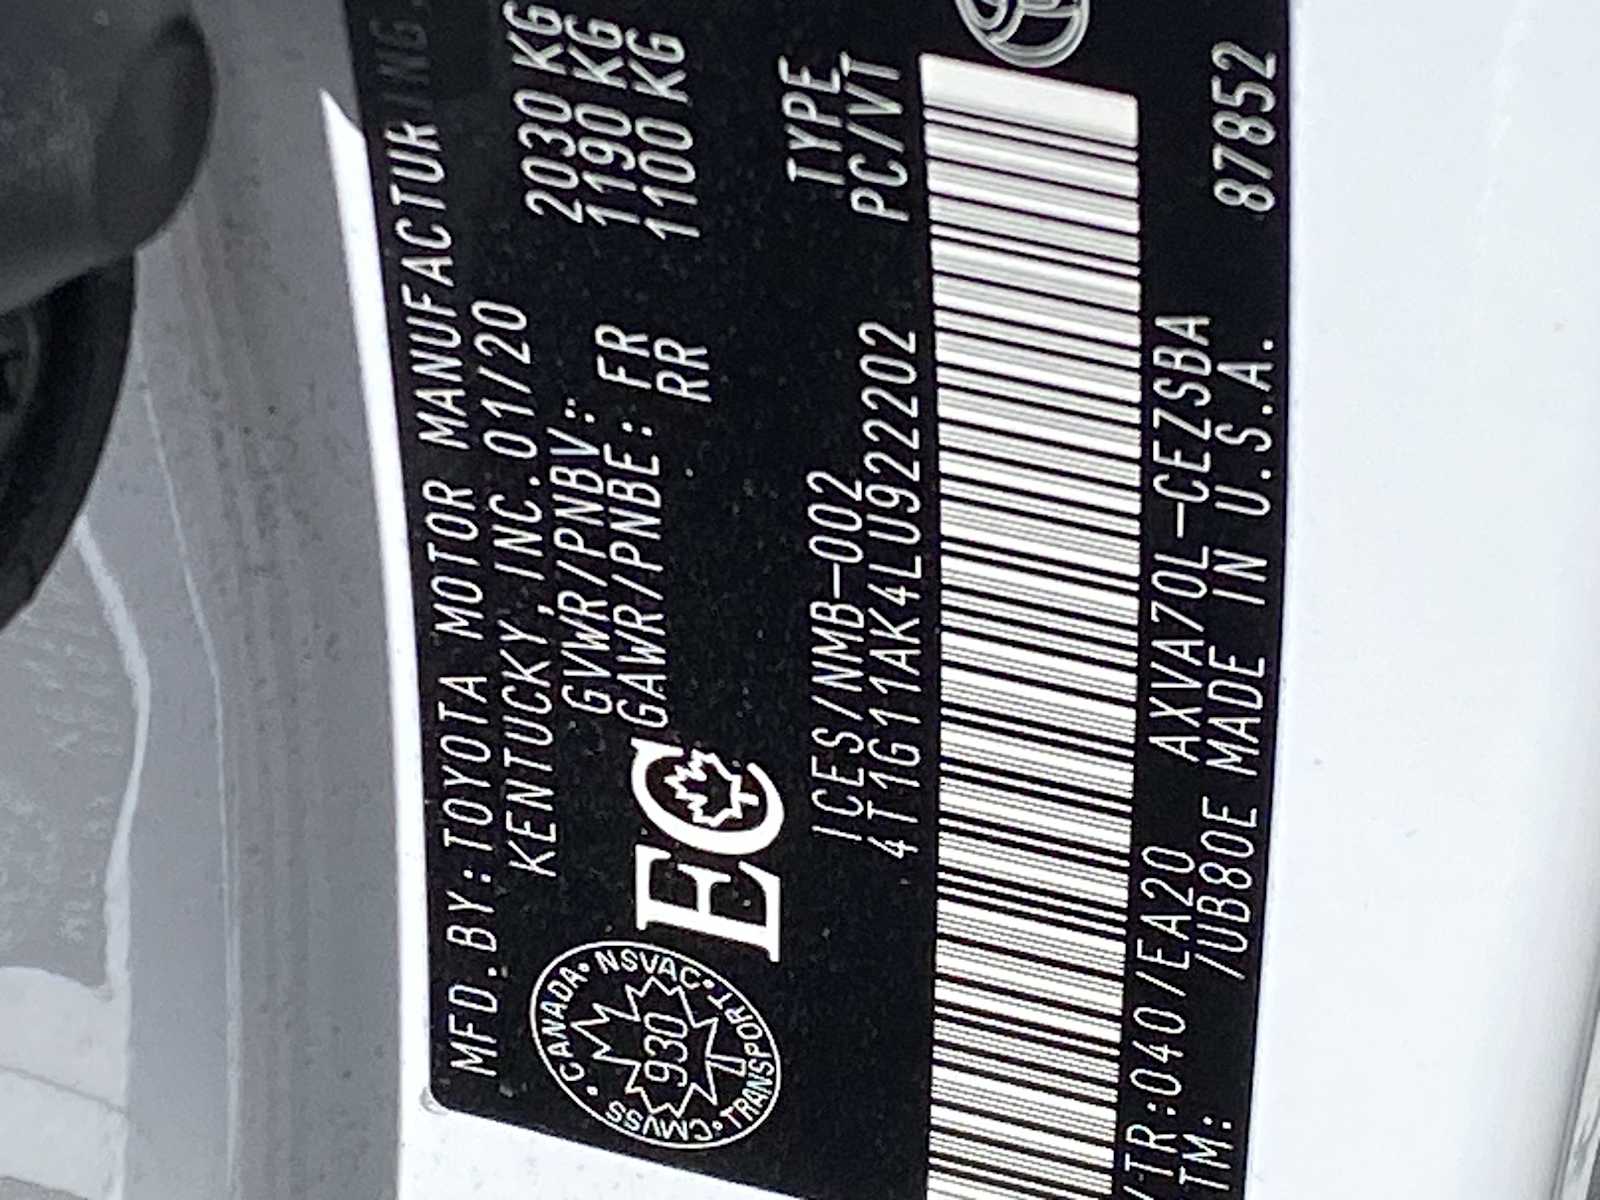 MFD.BY:TOYOTA MOTOR MANUFACTURING,
KENTUCKY,INC.01/20
GVWR/PNBV: 2030 KG
GAWR/PNBE: FR 1190 KG
RR 1100 KG
CANADA • NSVAC • TRANSPORT • CMVSS •
930
EC
ICES/NMB-002 TYPE
4T1G11AK4LU922202 PC/VT
/TR:040/EA20 AXVA70L-CEZSBA
TM: /UB80E MADE IN U.S.A. 87852